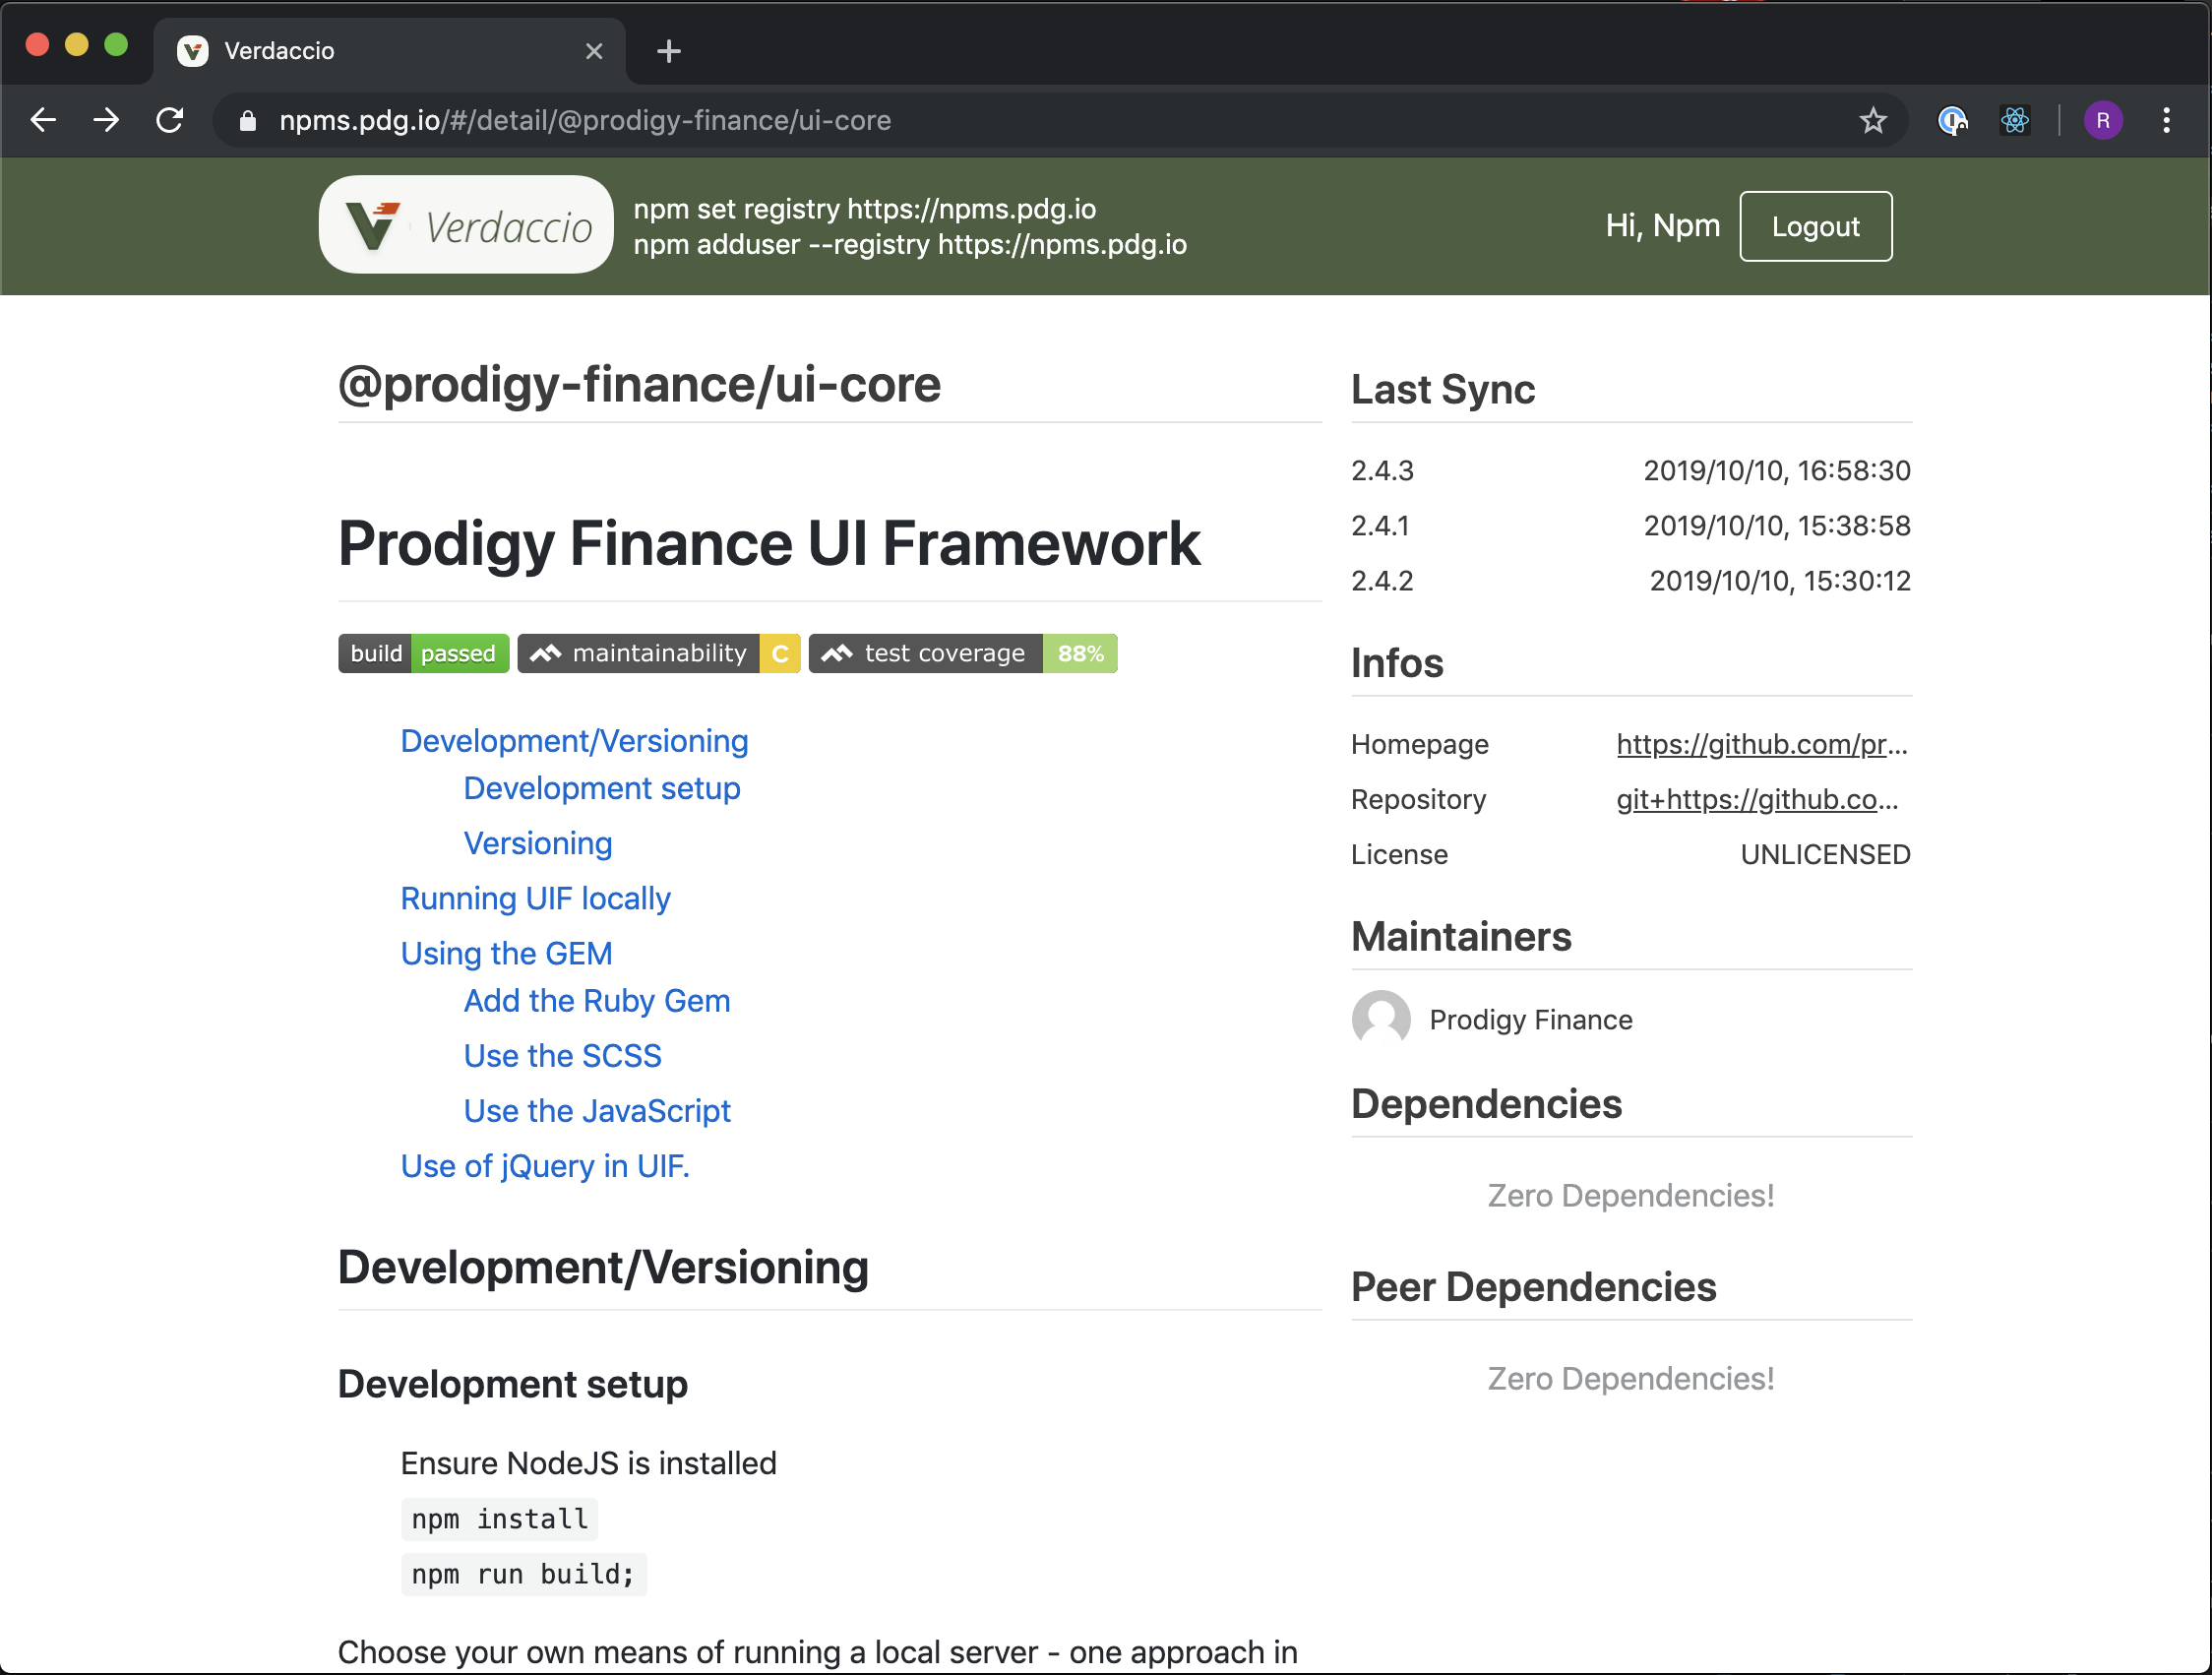 Verdaccio
npms.pdg.io/#/detail/@prodigy-finance/ui-core
R
Verdaccio
npm set registry https://npms.pdg.io
npm adduser --registry https://npms.pdg.io
Hi, Npm
Logout
@prodigy-finance/ui-core
Prodigy Finance UI Framework
build passed
maintainability C
test coverage 88%
Development/Versioning
Development setup
Versioning
Running UIF locally
Using the GEM
Add the Ruby Gem
Use the SCSS
Use the JavaScript
Use of jQuery in UIF.
Development/Versioning
Development setup
Ensure NodeJS is installed
npm install
npm run build;
Choose your own means of running a local server - one approach in
Last Sync
2.4.3 2019/10/10, 16:58:30
2.4.1 2019/10/10, 15:38:58
2.4.2 2019/10/10, 15:30:12
Infos
Homepage https://github.com/pr...
Repository git+https://github.co...
License UNLICENSED
Maintainers
Prodigy Finance
Dependencies
Zero Dependencies!
Peer Dependencies
Zero Dependencies!